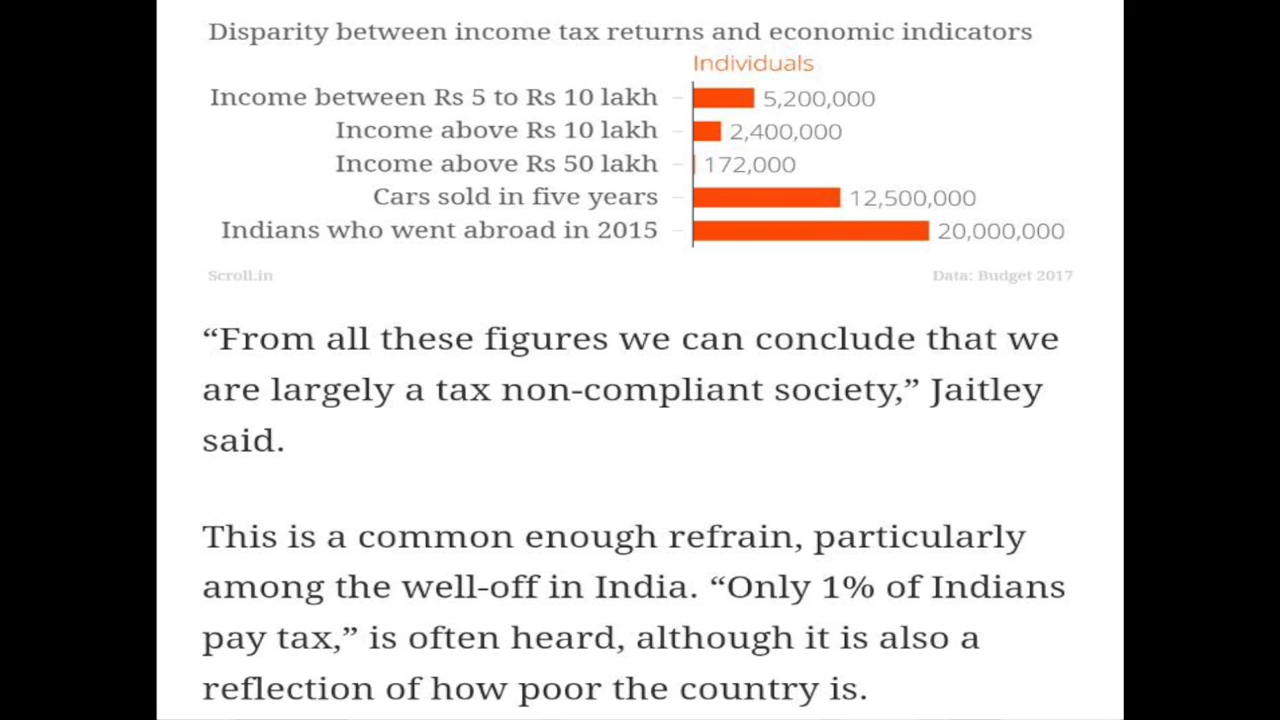 Disparity between income tax returns and economic indicators
Individuals
Income between Rs 5 to Rs 10 lakh 5,200,000
Income above Rs 10 lakh 2,400,000
Income above Rs 50 lakh 172,000
Cars sold in five years 12,500,000
Indians who went abroad in 2015 20,000,000
Scroll.in Data: Budget 2017
“From all these figures we can conclude that we
are largely a tax non-compliant society,” Jaitley
said.
This is a common enough refrain, particularly
among the well-off in India. “Only 1% of Indians
pay tax,” is often heard, although it is also a
reflection of how poor the country is.